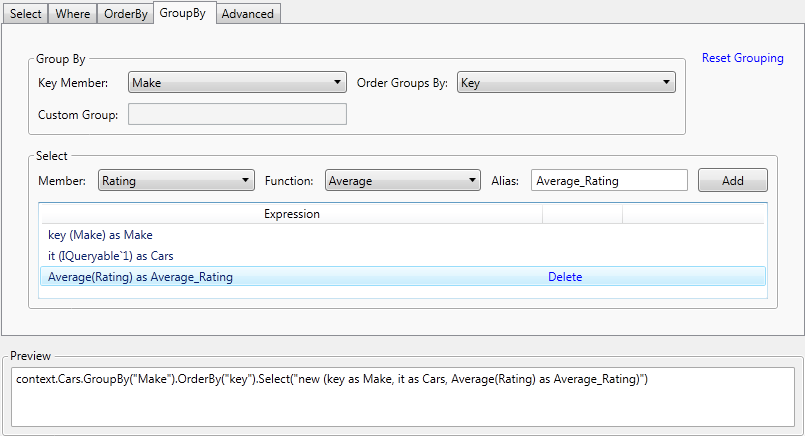 Select Where OrderBy GroupBy Advanced
Group By
Reset Grouping
Key Member: Make Order Groups By: Key
Custom Group:
Select
Member: Rating Function: Average Alias: Average_Rating Add
Expression
key (Make) as Make
it (IQueryable`1) as Cars
Average(Rating) as Average_Rating Delete
Preview
context.Cars.GroupBy("Make").OrderBy("key").Select("new (key as Make, it as Cars, Average(Rating) as Average_Rating)")